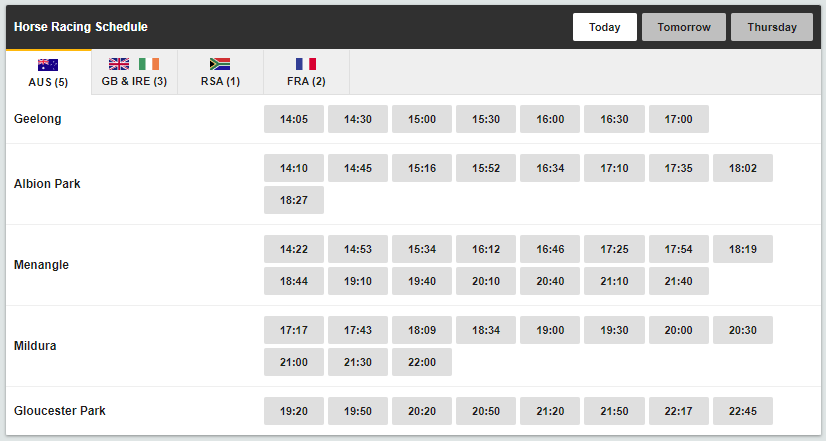 Horse Racing Schedule Today Tomorrow Thursday
AUS (5) GB & IRE (3) RSA (1) FRA (2)
Geelong 14:05 14:30 15:00 15:30 16:00 16:30 17:00
Albion Park 14:10 14:45 15:16 15:52 16:34 17:10 17:35 18:02
18:27
Menangle 14:22 14:53 15:34 16:12 16:46 17:25 17:54 18:19
18:44 19:10 19:40 20:10 20:40 21:10 21:40
Mildura 17:17 17:43 18:09 18:34 19:00 19:30 20:00 20:30
21:00 21:30 22:00
Gloucester Park 19:20 19:50 20:20 20:50 21:20 21:50 22:17 22:45